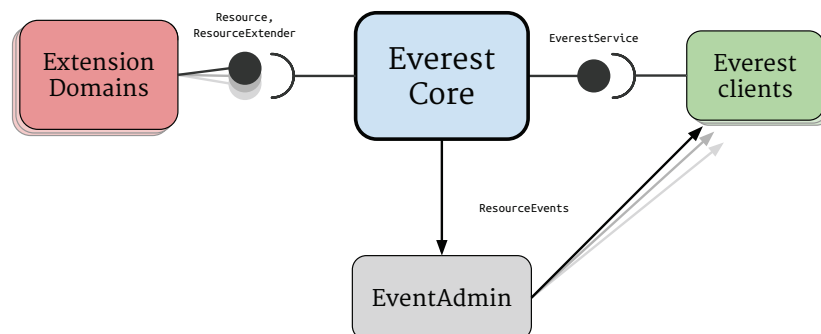 Resource,
ResourceExtender
EverestService
Extension
Domains
Everest
Core
Everest
clients
ResourceEvents
EventAdmin